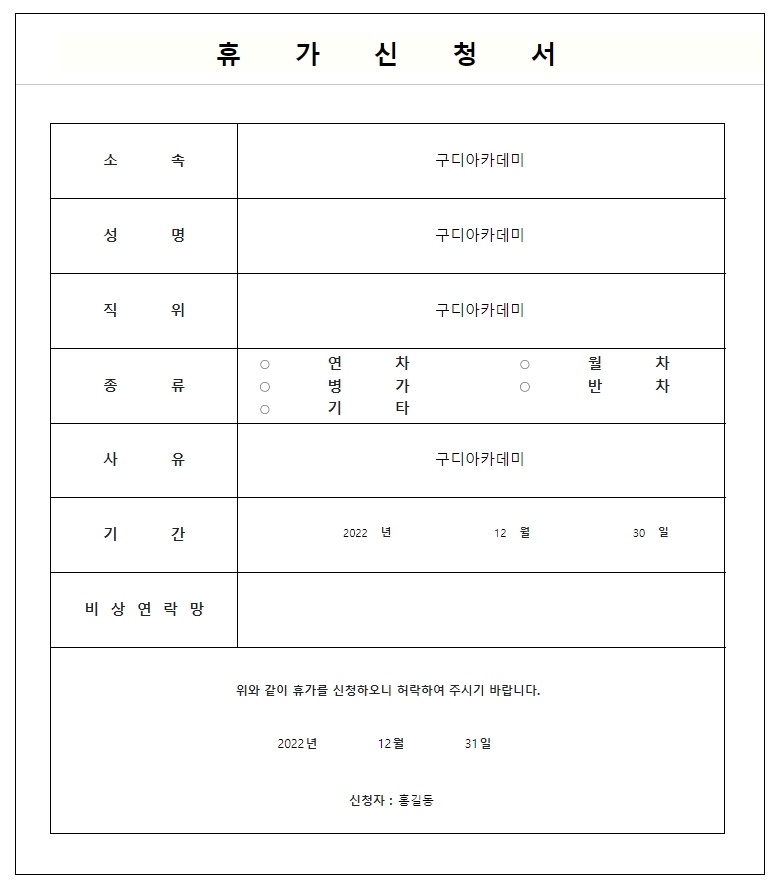 휴 가 신 청 서
소 속 구디아카데미
성 명 구디아카데미
직 위 구디아카데미
종 류 ○ 연 차 ○ 월 차
○ 병 가 ○ 반 차
○ 기 타
사 유 구디아카데미
기 간 2022 년 12 월 30 일
비 상 연 락 망
위와 같이 휴가를 신청하오니 허락하여 주시기 바랍니다.
2022년 12월 31일
신청자 : 홍길동